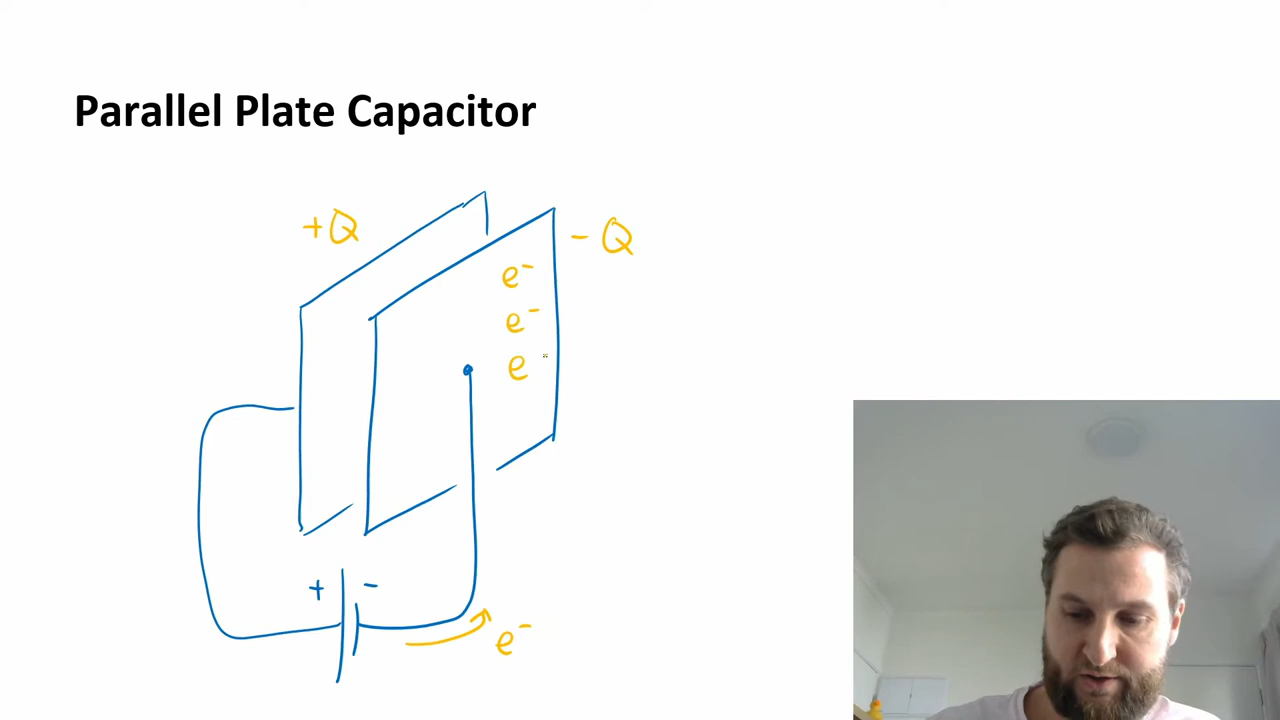 Parallel Plate Capacitor
+Q
- Q
e⁻
e⁻
e
+ -
e⁻